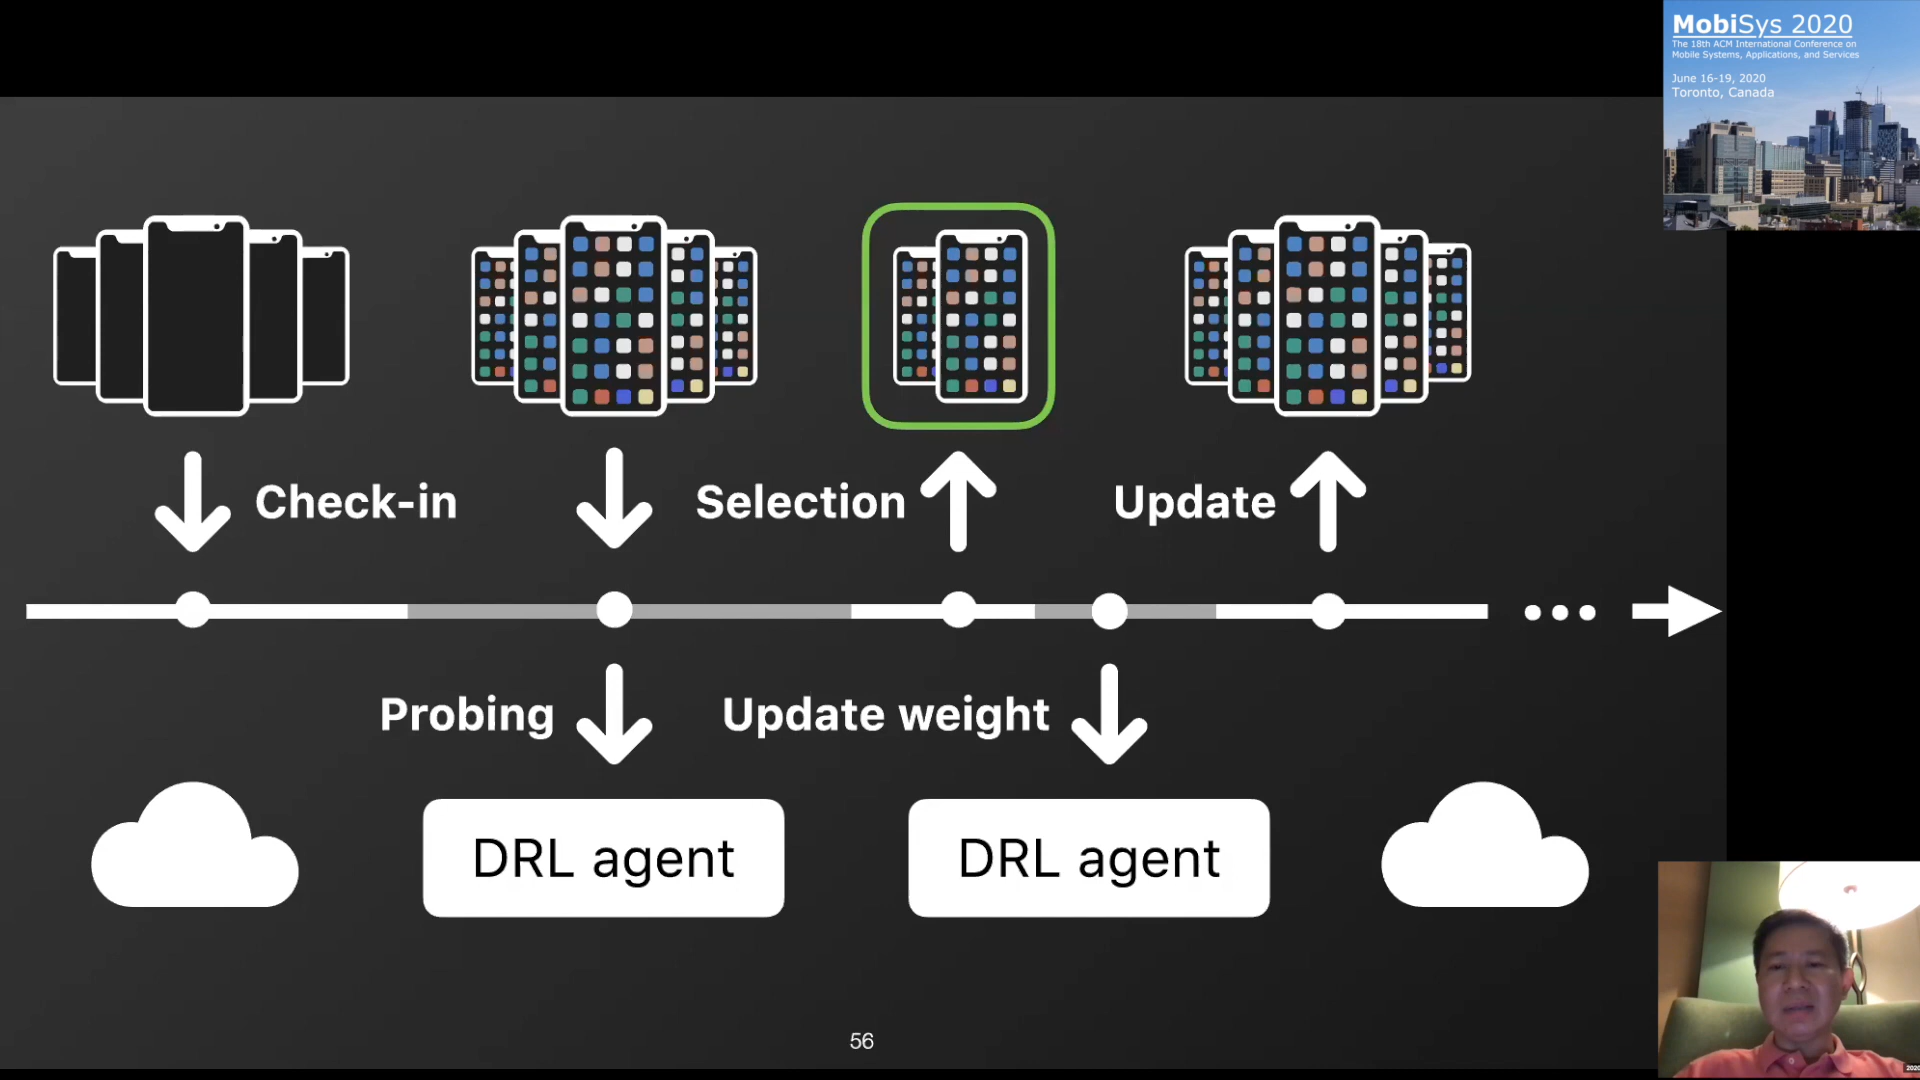 MobiSys 2020
The 18th ACM International Conference on
Mobile Systems, Applications, and Services
June 16-19, 2020
Toronto, Canada
Check-in
Selection
Update
Probing
Update weight
DRL agent
DRL agent
56